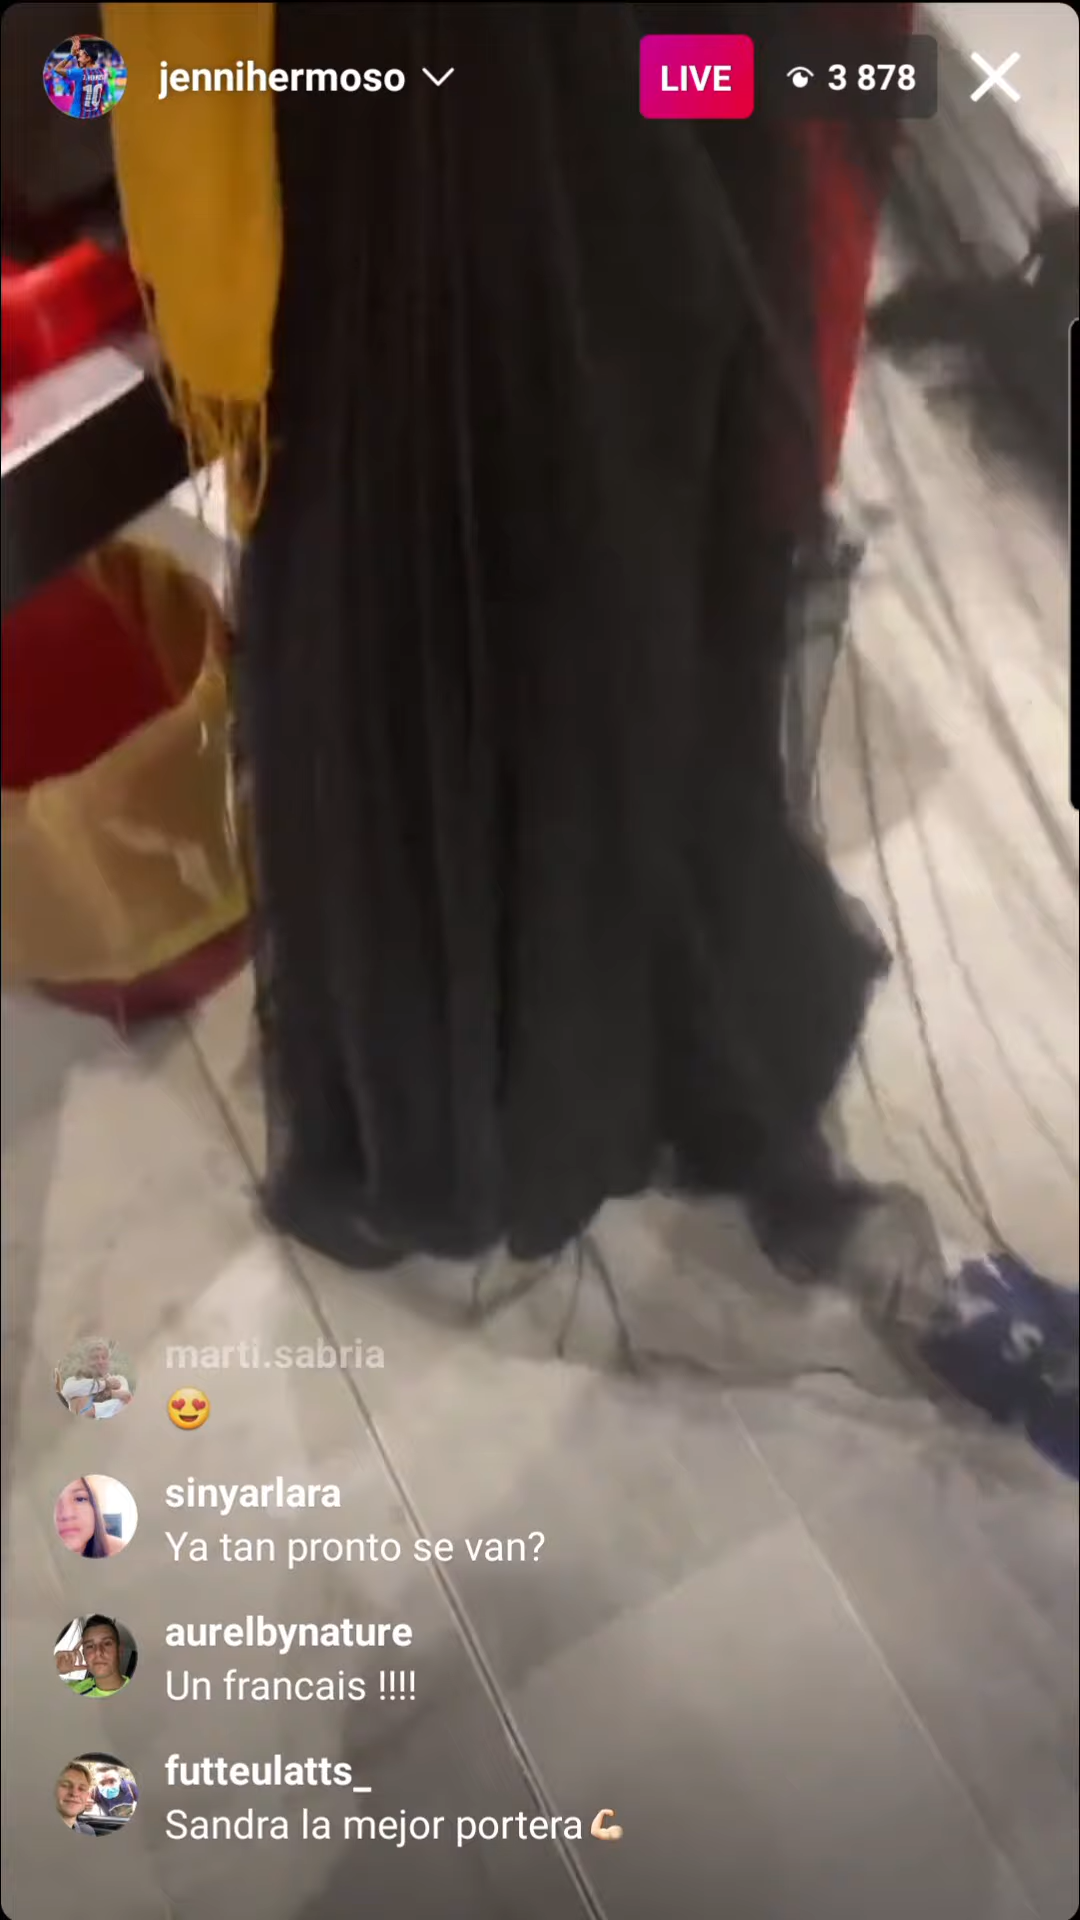 jennihermoso
LIVE
3 878
marti.sabria
😍
sinyarlara
Ya tan pronto se van?
aurelbynature
Un francais !!!!
futteulatts_
Sandra la mejor portera💪🏻